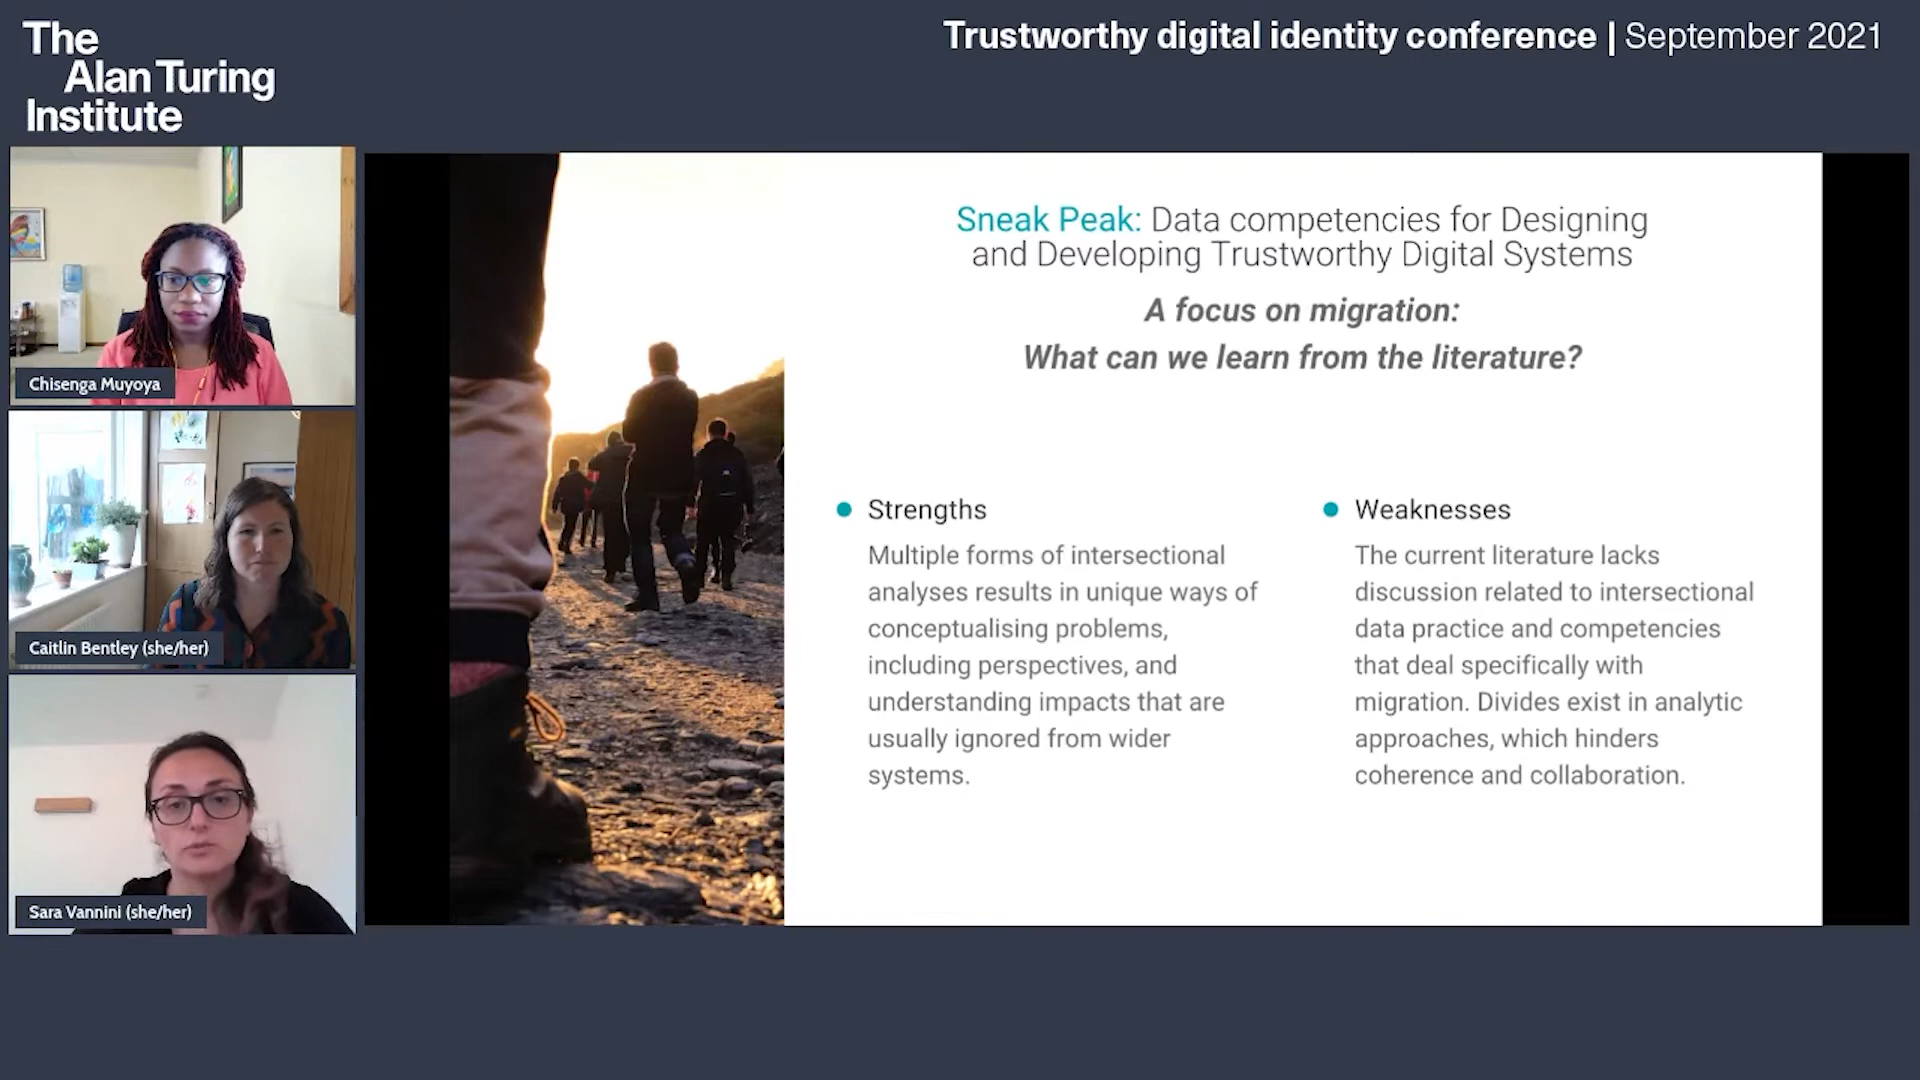 The
Alan Turing
Institute
Trustworthy digital identity conference | September 2021
Chisenga Muyoya
Caitlin Bentley (she/her)
Sara Vannini (she/her)
Sneak Peak: Data competencies for Designing
and Developing Trustworthy Digital Systems
A focus on migration:
What can we learn from the literature?
Strengths
Multiple forms of intersectional
analyses results in unique ways of
conceptualising problems,
including perspectives, and
understanding impacts that are
usually ignored from wider
systems.
Weaknesses
The current literature lacks
discussion related to intersectional
data practice and competencies
that deal specifically with
migration. Divides exist in analytic
approaches, which hinders
coherence and collaboration.